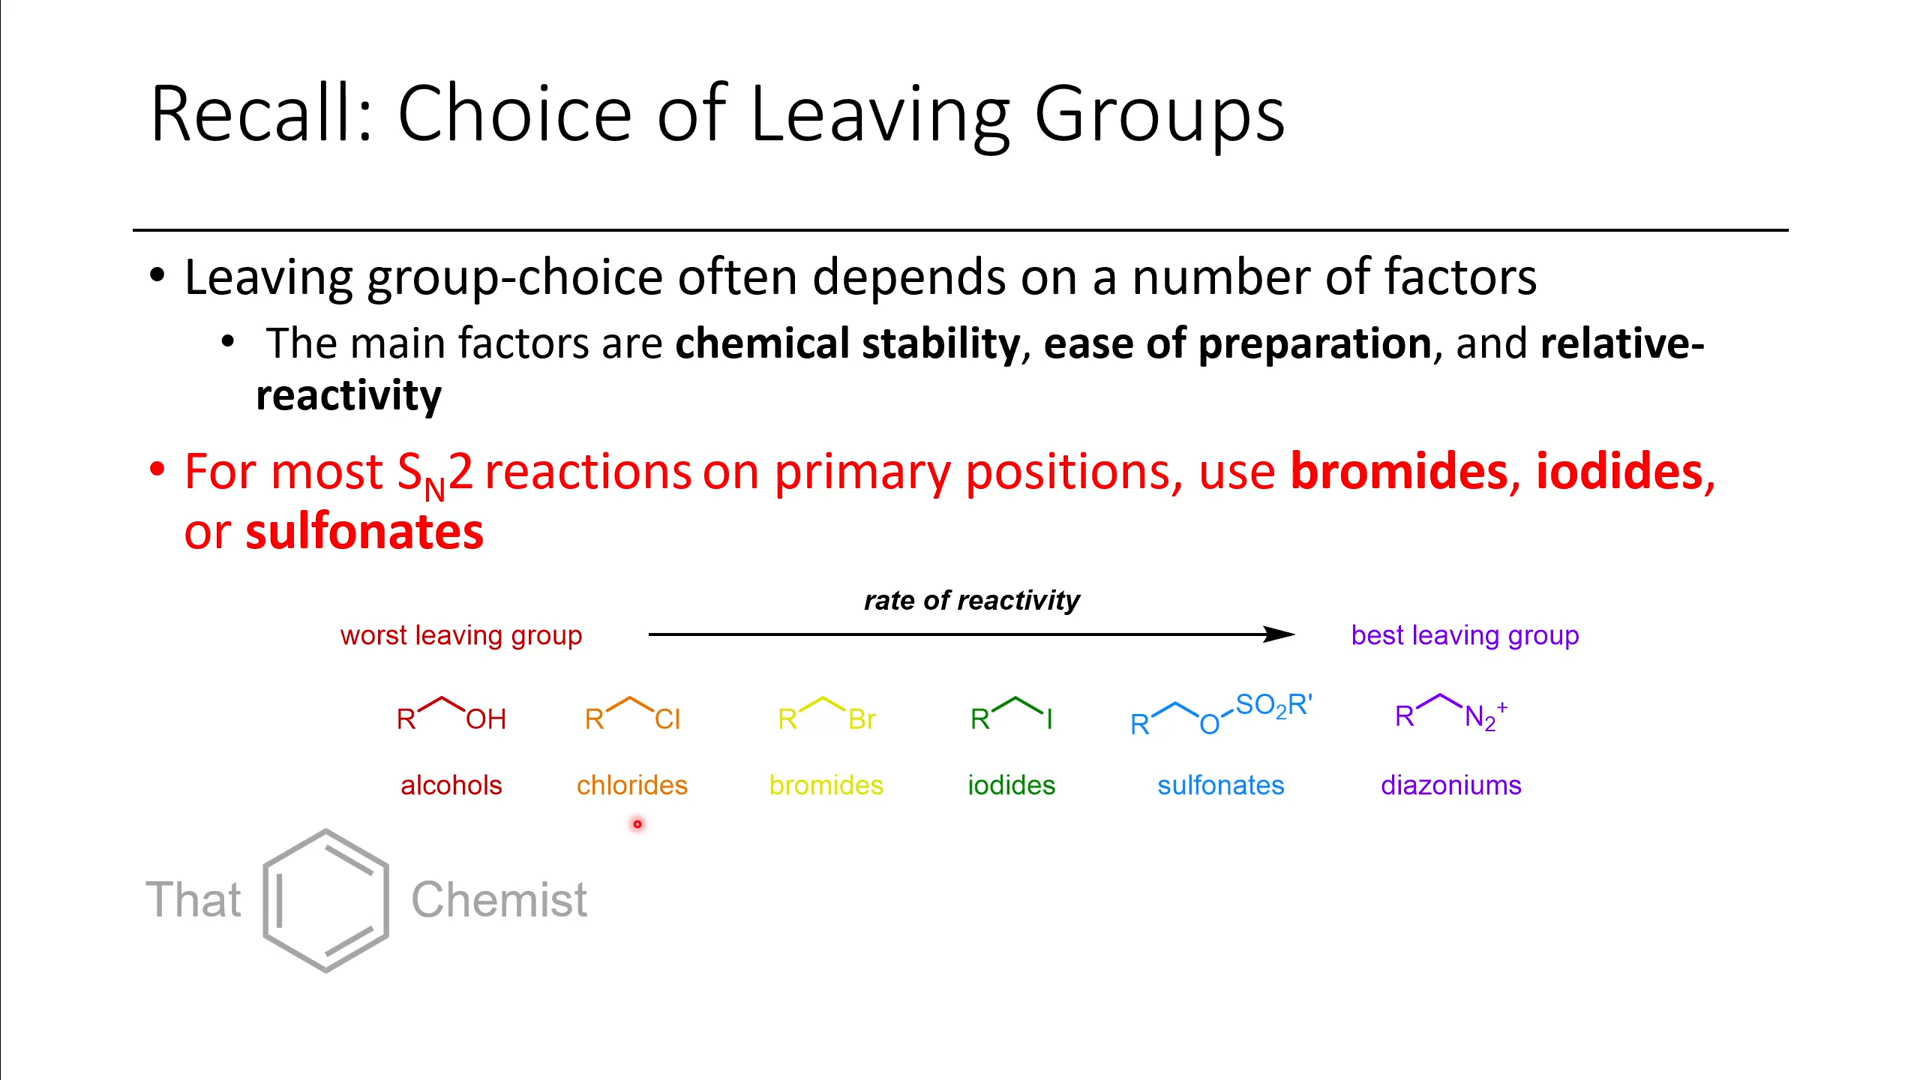 Recall: Choice of Leaving Groups
• Leaving group-choice often depends on a number of factors
• The main factors are chemical stability, ease of preparation, and relative-
reactivity
• For most SN2 reactions on primary positions, use bromides, iodides,
or sulfonates
rate of reactivity
worst leaving group best leaving group
R OH R Cl R Br R I R O SO2R' R N2+
alcohols chlorides bromides iodides sulfonates diazoniums
That Chemist